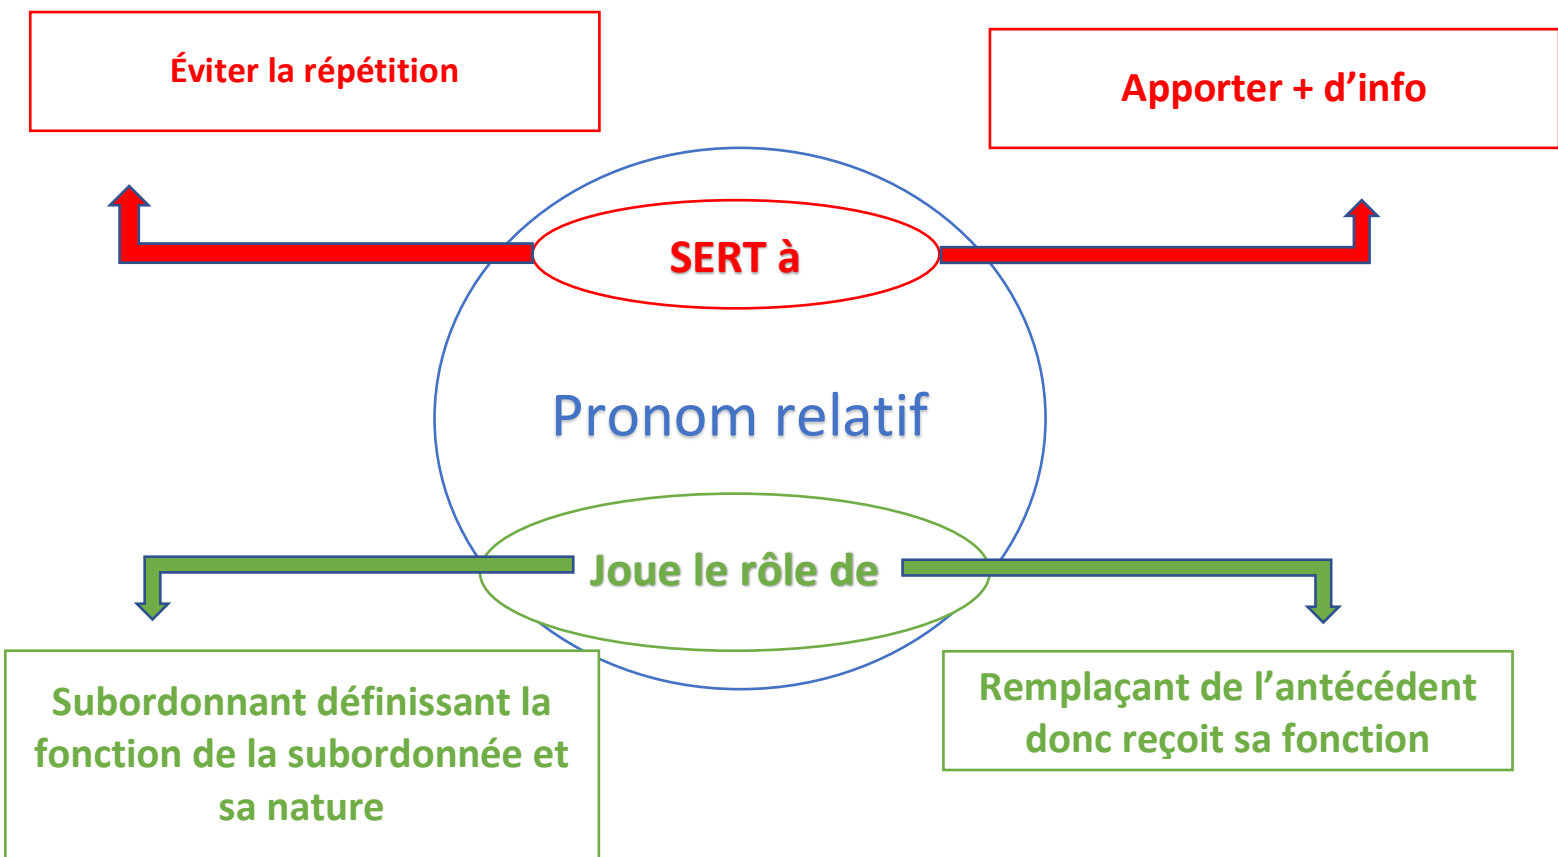 Éviter la répétition
Apporter + d’info
SERT à
Pronom relatif
Joue le rôle de
Subordonnant définissant la
fonction de la subordonnée et
sa nature
Remplaçant de l’antécédent
donc reçoit sa fonction